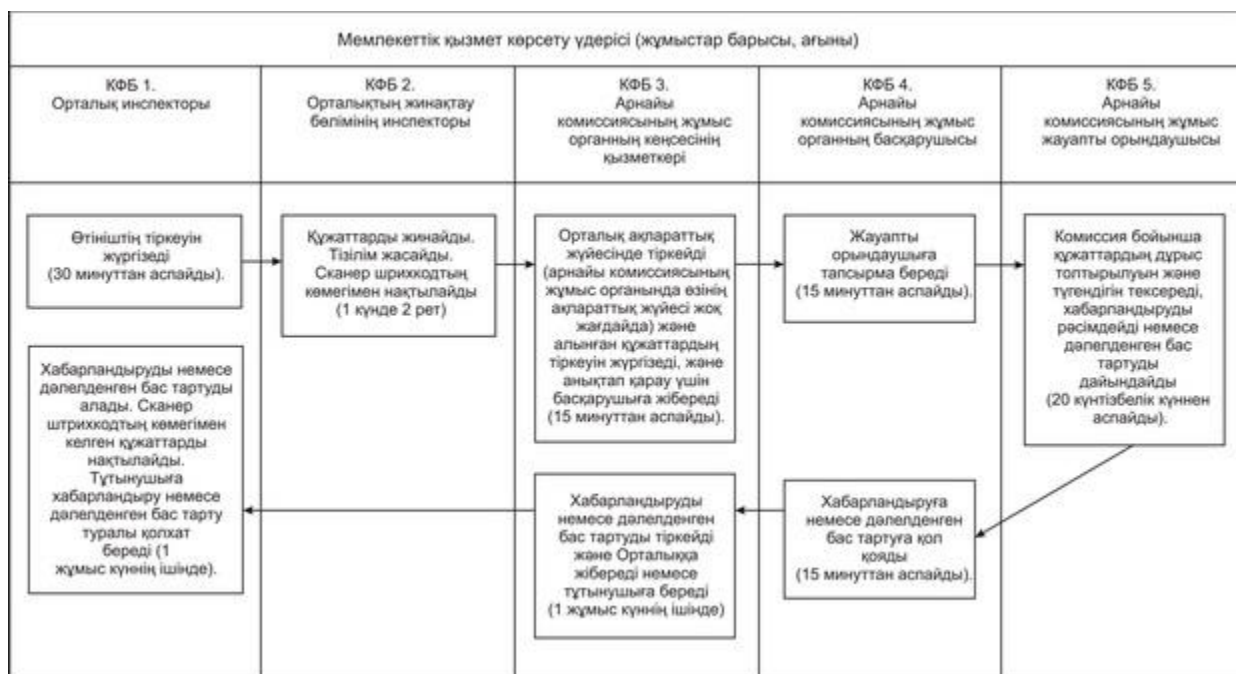 Мемлекеттік қызмет көрсету үдерісі (жұмыстар барысы, ағыны)
КФБ 1.
Орталық инспекторы
КФБ 2.
Орталықтың жинақтау
бөлімінің инспекторы
КФБ 3.
Арнайы
комиссиясының жұмыс
органның кеңсесінің
қызметкері
КФБ 4.
Арнайы
комиссиясының жұмыс
органның басқарушысы
КФБ 5.
Арнайы
комиссиясының жұмыс
жауапты орындаушысы
Өтініштің тіркеуін
жүргізеді
(30 минуттан аспайды).
Құжаттарды жинайды.
Тізілім жасайды.
Сканер шрихкодтың
көмегімен нақтылайды
(1 күнде 2 рет)
Орталық ақпараттық
жүйесінде тіркейді
(арнайы комиссиясының
жұмыс органында өзінің
ақпараттық жүйесі жоқ
жағдайда) және
алынған құжаттардың
тіркеуін жүргізеді, және
анықтап қарау үшін
басқарушыға жібереді
(15 минуттан аспайды).
Жауапты
орындаушыға
тапсырма береді
(15 минуттан аспайды).
Комиссия бойынша
құжаттардың дұрыс
толтырылуын және
түгендігін тексереді,
хабарландыруды
рәсімдейді немесе
дәлелденген бас
тартуды
дайындайды
(20 күнтізбелік күннен
аспайды).
Хабарландыруды немесе
дәлелденген бас тартуды
алады. Сканер
штрихкодтың көмегімен
келген құжаттарды
нақтылайды.
Тұтынушыға
хабарландыру немесе
дәлелденген бас тарту
туралы қолхат
береді (1
жұмыс күннің ішінде).
Хабарландыруды
немесе дәлелденген
бас тартуды тіркейді
және Орталыққа
жібереді немесе
тұтынушыға береді
(1 жұмыс күннің ішінде)
Хабарландыруға
немесе дәлелденген
бас тартуға қол
қояды
(15 минуттан аспайды).